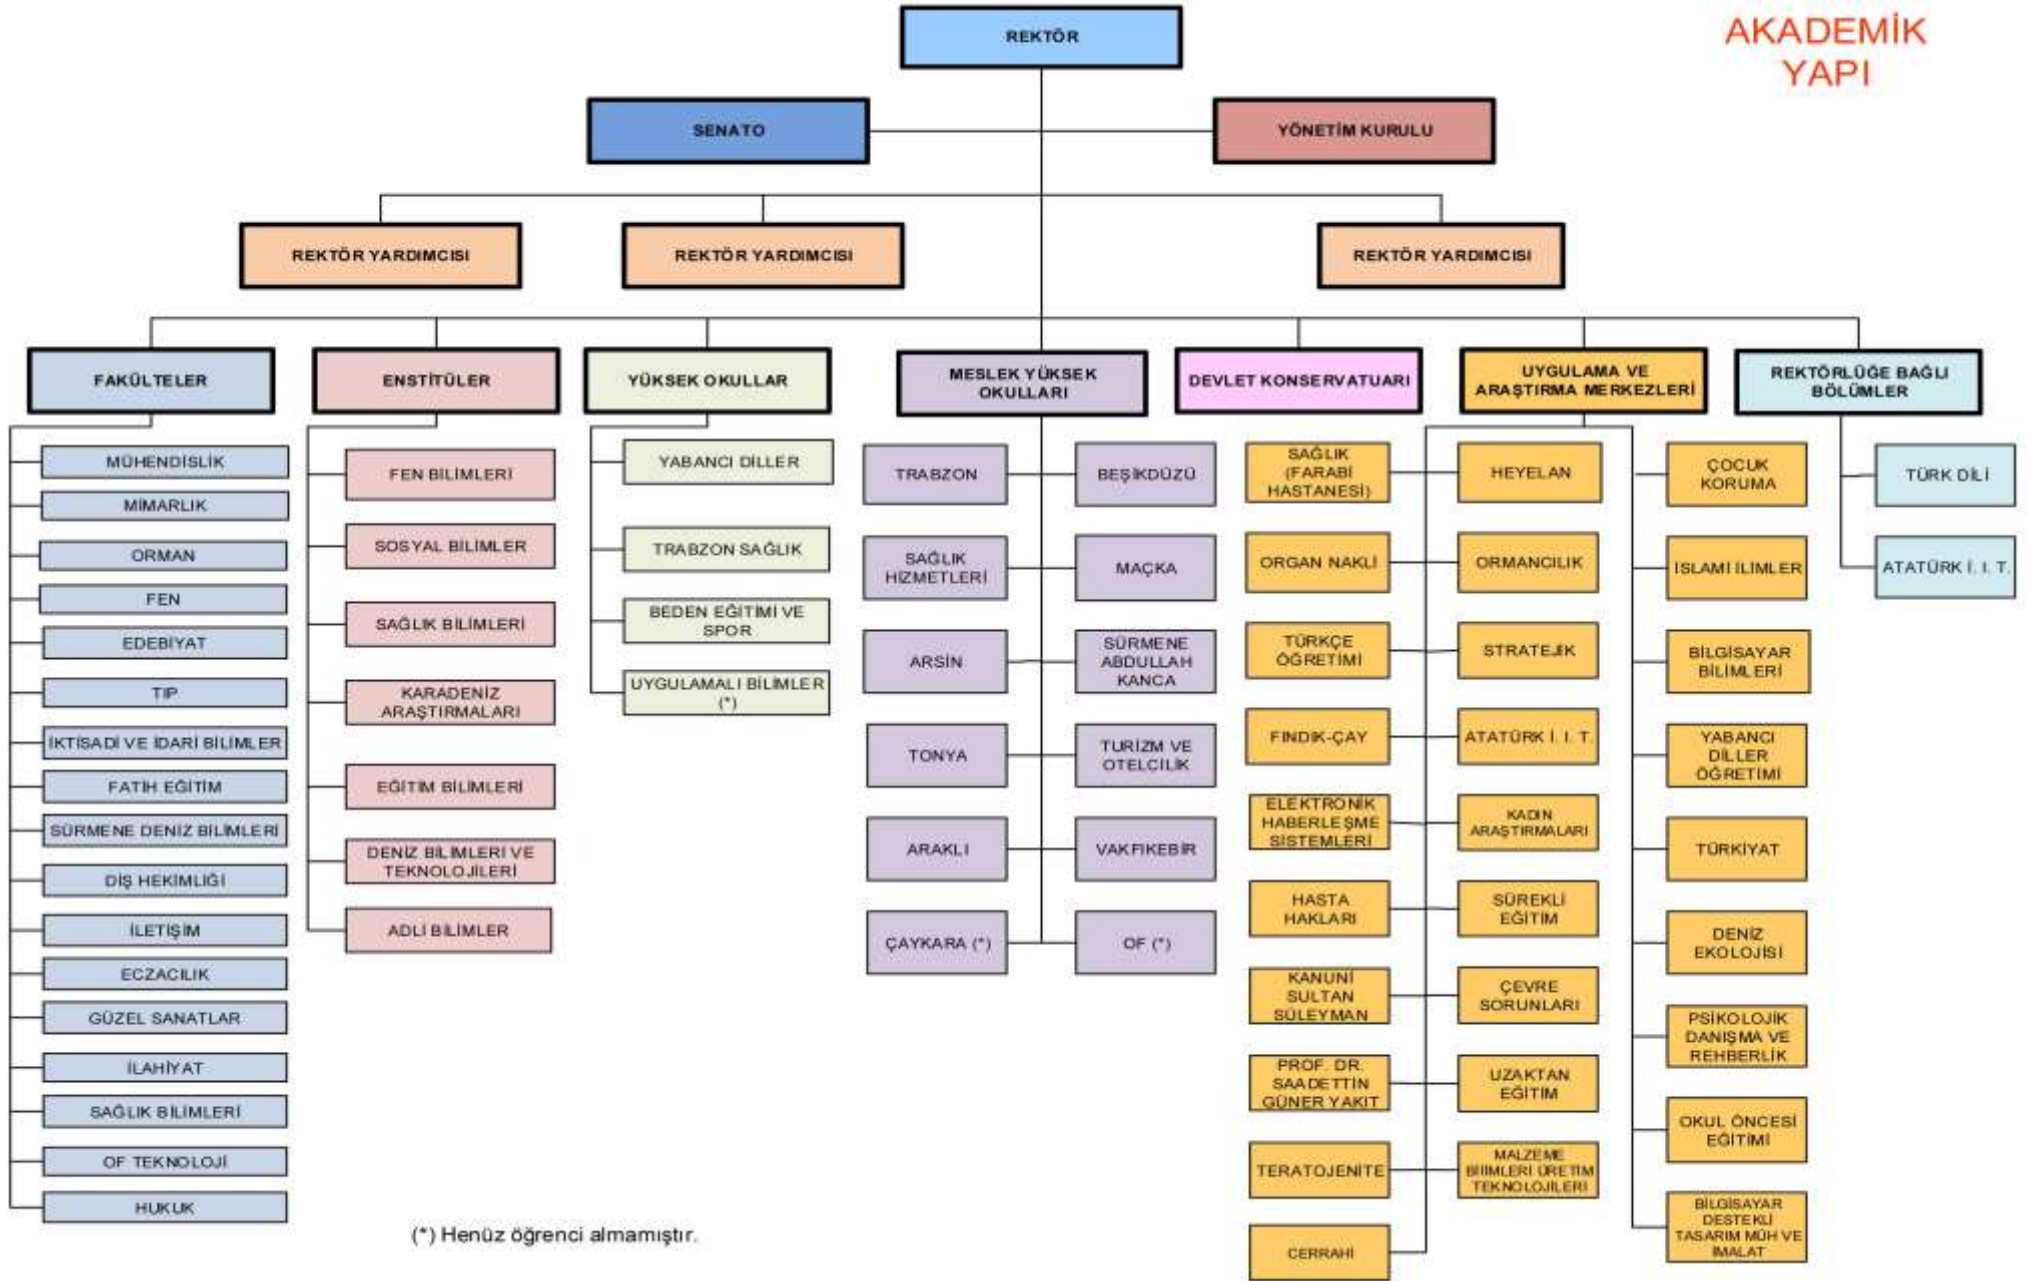 AKADEMİK
YAPI
REKTÖR
SENATO
YÖNETİM KURULU
REKTÖR YARDIMCISI
REKTÖR YARDIMCISI
REKTÖR YARDIMCISI
FAKÜLTELER
MÜHENDİSLİK
MİMARLIK
ORMAN
FEN
EDEBİYAT
TIP
İKTİSADİ VE İDARİ BİLİMLER
FATİH EĞİTİM
SÜRMENE DENİZ BİLİMLERİ
DİŞ HEKİMLİĞİ
İLETİŞİM
ECZACILIK
GÜZEL SANATLAR
İLAHİYAT
SAĞLIK BİLİMLERİ
OF TEKNOLOJİ
HUKUK
ENSTİTÜLER
FEN BİLİMLERİ
SOSYAL BİLİMLER
SAĞLIK BİLİMLERİ
KARADENİZ
ARAŞTIRMALARI
EĞİTİM BİLİMLERİ
DENİZ BİLİMLERİ VE
TEKNOLOJİLERİ
ADLİ BİLİMLER
YÜKSEK OKULLAR
YABANCI DİLLER
TRABZON SAĞLIK
BEDEN EĞİTİMİ VE
SPOR
UYGULAMALI BİLİMLER
(*)
MESLEK YÜKSEK
OKULLARI
TRABZON
BEŞİKDÜZÜ
SAĞLIK
HİZMETLERİ
MAÇKA
ARSİN
SÜRMENE
ABDULLAH
KANCA
TONYA
TURİZM VE
OTELCİLİK
ARAKLI
VAKFIKEBİR
ÇAYKARA (*)
OF (*)
DEVLET KONSERVATUARI
UYGULAMA VE
ARAŞTIRMA MERKEZLERİ
SAĞLIK
(FARABİ
HASTANESİ)
ORGAN NAKLİ
TÜRKÇE
ÖĞRETİMİ
FINDIK-ÇAY
ELEKTRONİK
HABERLEŞME
SİSTEMLERİ
HASTA
HAKLARI
KANUNİ
SULTAN
SÜLEYMAN
PROF. DR.
SAADETTİN
GÜNER YAKIT
TERATOJENİTE
CERRAHİ
HEYELAN
ORMANCILIK
STRATEJİK
ATATÜRK İ. I. T.
KADIN
ARAŞTIRMALARI
SÜREKLİ
EĞİTİM
ÇEVRE
SORUNLARI
UZAKTAN
EĞİTİM
MALZEME
BİlİMLERİ ÜRETİM
TEKNOLOJİLERİ
ÇOCUK
KORUMA
İSLAMİ İLİMLER
BİLGİSAYAR
BİLİMLERİ
YABANCI
DİLLER
ÖĞRETİMİ
TÜRKİYAT
DENİZ
EKOLOJİSİ
PSİKOLOJİK
DANIŞMA VE
REHBERLİK
OKUL ÖNCESİ
EĞİTİMİ
BİLGİSAYAR
DESTEKLİ
TASARIM MÜH VE
İMALAT
REKTÖRLÜĞE BAĞLI
BÖLÜMLER
TÜRK DİLİ
ATATÜRK İ. I. T.
(*) Henüz öğrenci almamıştır.